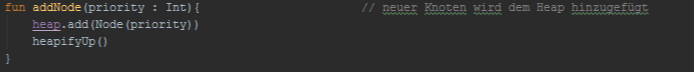 fun addNode(priority : Int){ // neuer Knoten wird dem Heap hinzugefügt
heap.add(Node(priority))
heapifyUp()
}